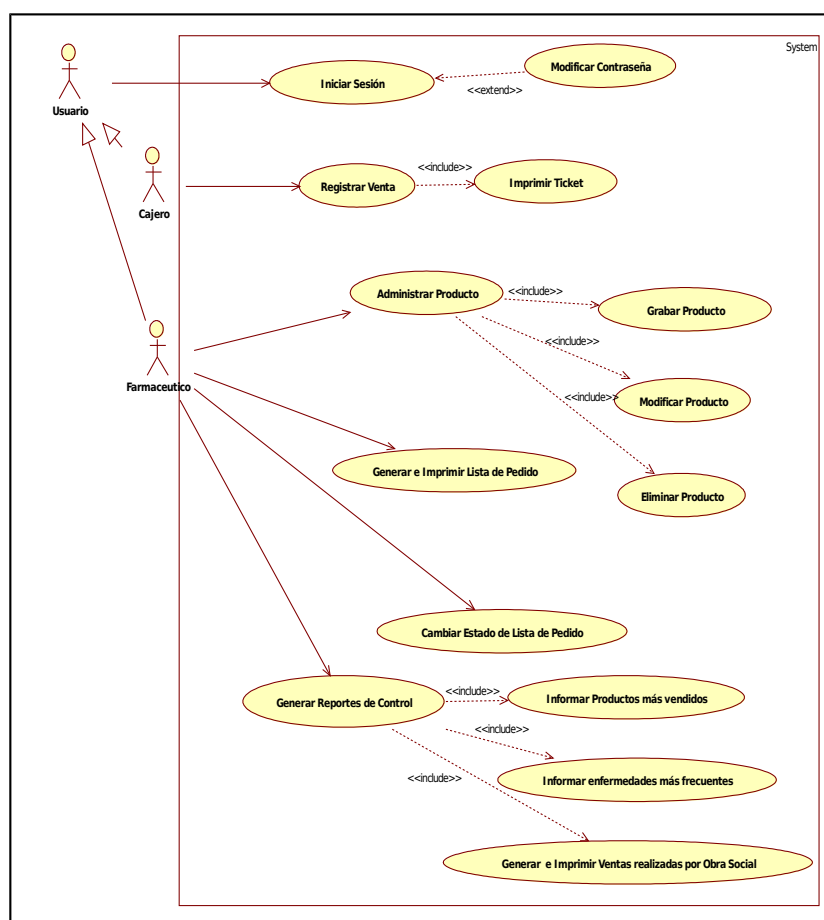 System
Modificar Contraseña
Iniciar Sesión
<<extend>>
Usuario
<<include>>
Imprimir Ticket
Registrar Venta
Cajero
<<include>>
Administrar Producto
Grabar Producto
<<include>>
Farmaceutico
<<include>>
Modificar Producto
Generar e Imprimir Lista de Pedido
Eliminar Producto
Cambiar Estado de Lista de Pedido
<<include>>
Informar Productos más vendidos
Generar Reportes de Control
<<include>>
<<include>>
Informar enfermedades más frecuentes
Generar e Imprimir Ventas realizadas por Obra Social